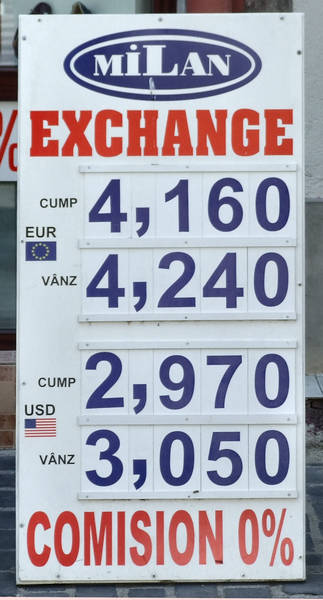 MiLAN
EXCHANGE
CUMP 4,160
EUR
VÂNZ 4,240
CUMP 2,970
USD
VÂNZ 3,050
COMISION 0%
%